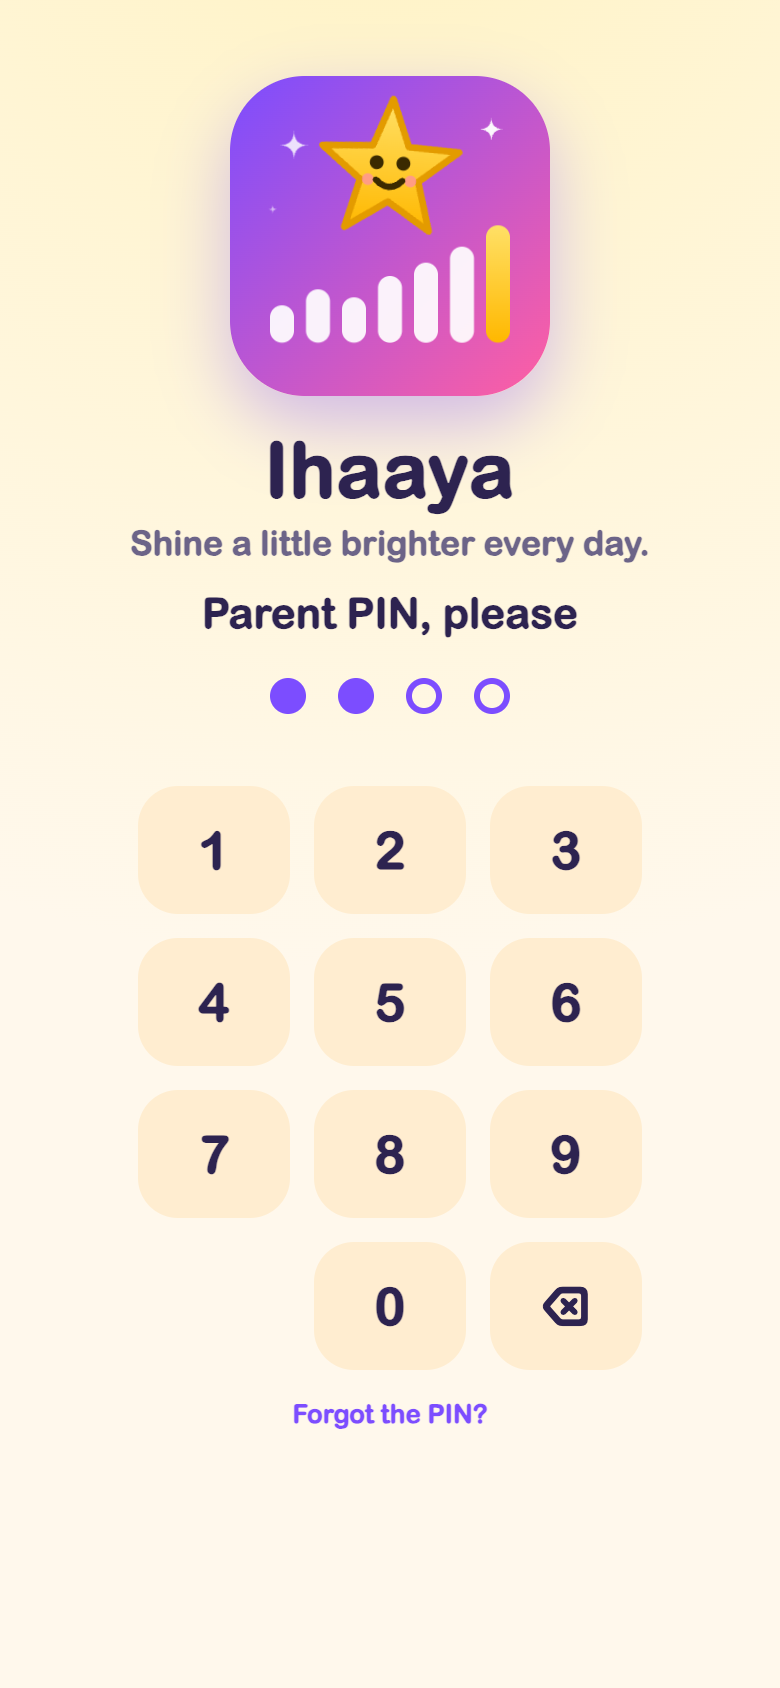 Ihaaya
Shine a little brighter every day.
Parent PIN, please
1 2 3
4 5 6
7 8 9
0
Forgot the PIN?